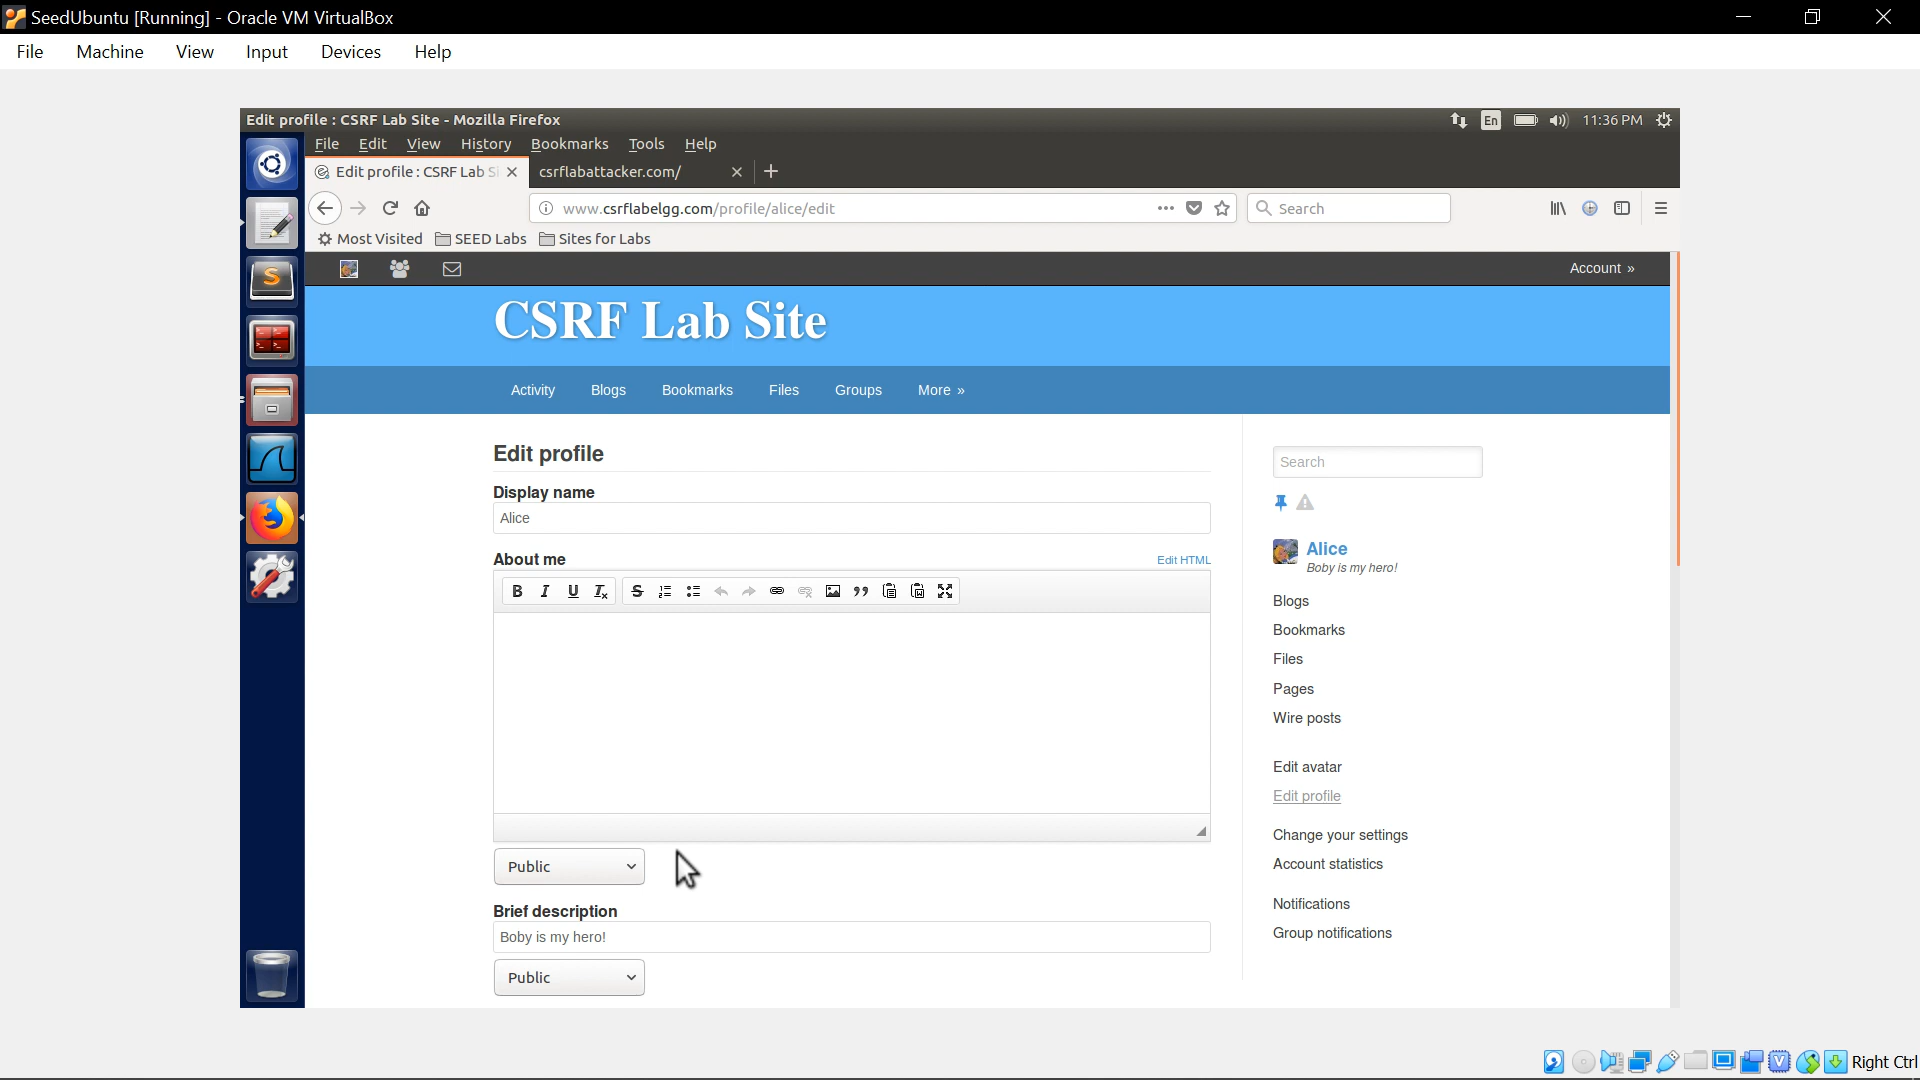 SeedUbuntu [Running] - Oracle VM VirtualBox
File Machine View Input Devices Help
Edit profile : CSRF Lab Site - Mozilla Firefox
En 11:36 PM
File Edit View History Bookmarks Tools Help
Edit profile : CSRF Lab Si
csrflabattacker.com/
www.csrflabelgg.com/profile/alice/edit
Search
Most Visited SEED Labs Sites for Labs
Account »
CSRF Lab Site
Activity Blogs Bookmarks Files Groups More »
Edit profile
Display name
Alice
About me
Edit HTML
Public
Brief description
Boby is my hero!
Public
Search
Alice
Boby is my hero!
Blogs
Bookmarks
Files
Pages
Wire posts
Edit avatar
Edit profile
Change your settings
Account statistics
Notifications
Group notifications
Right Ctrl